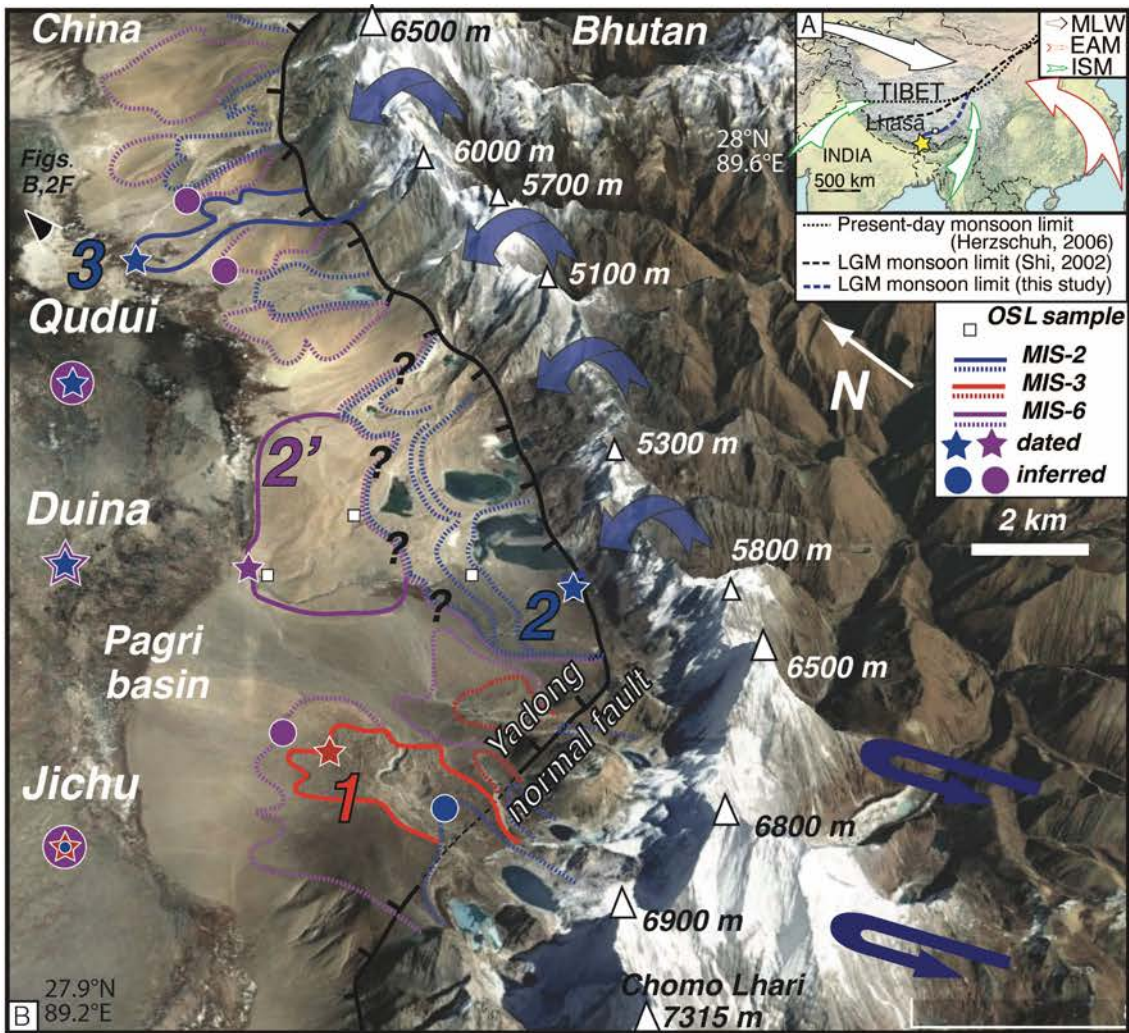 China
6500 m
Bhutan
A
MLW
EAM
ISM
TIBET
Lhasa
INDIA
500 km
28°N
89.6°E
Figs.
B,2F
6000 m
5700 m
5100 m
Present-day monsoon limit
(Herzschuh, 2006)
LGM monsoon limit (Shi, 2002)
LGM monsoon limit (this study)
3
Qudui
OSL sample
MIS-2
MIS-3
MIS-6
dated
inferred
N
?
5300 m
2'
?
2 km
Duina
?
5800 m
?
2
Pagri
basin
6500 m
Yadong
normal fault
Jichu
1
6800 m
6900 m
Chomo Lhari
7315 m
B
27.9°N
89.2°E